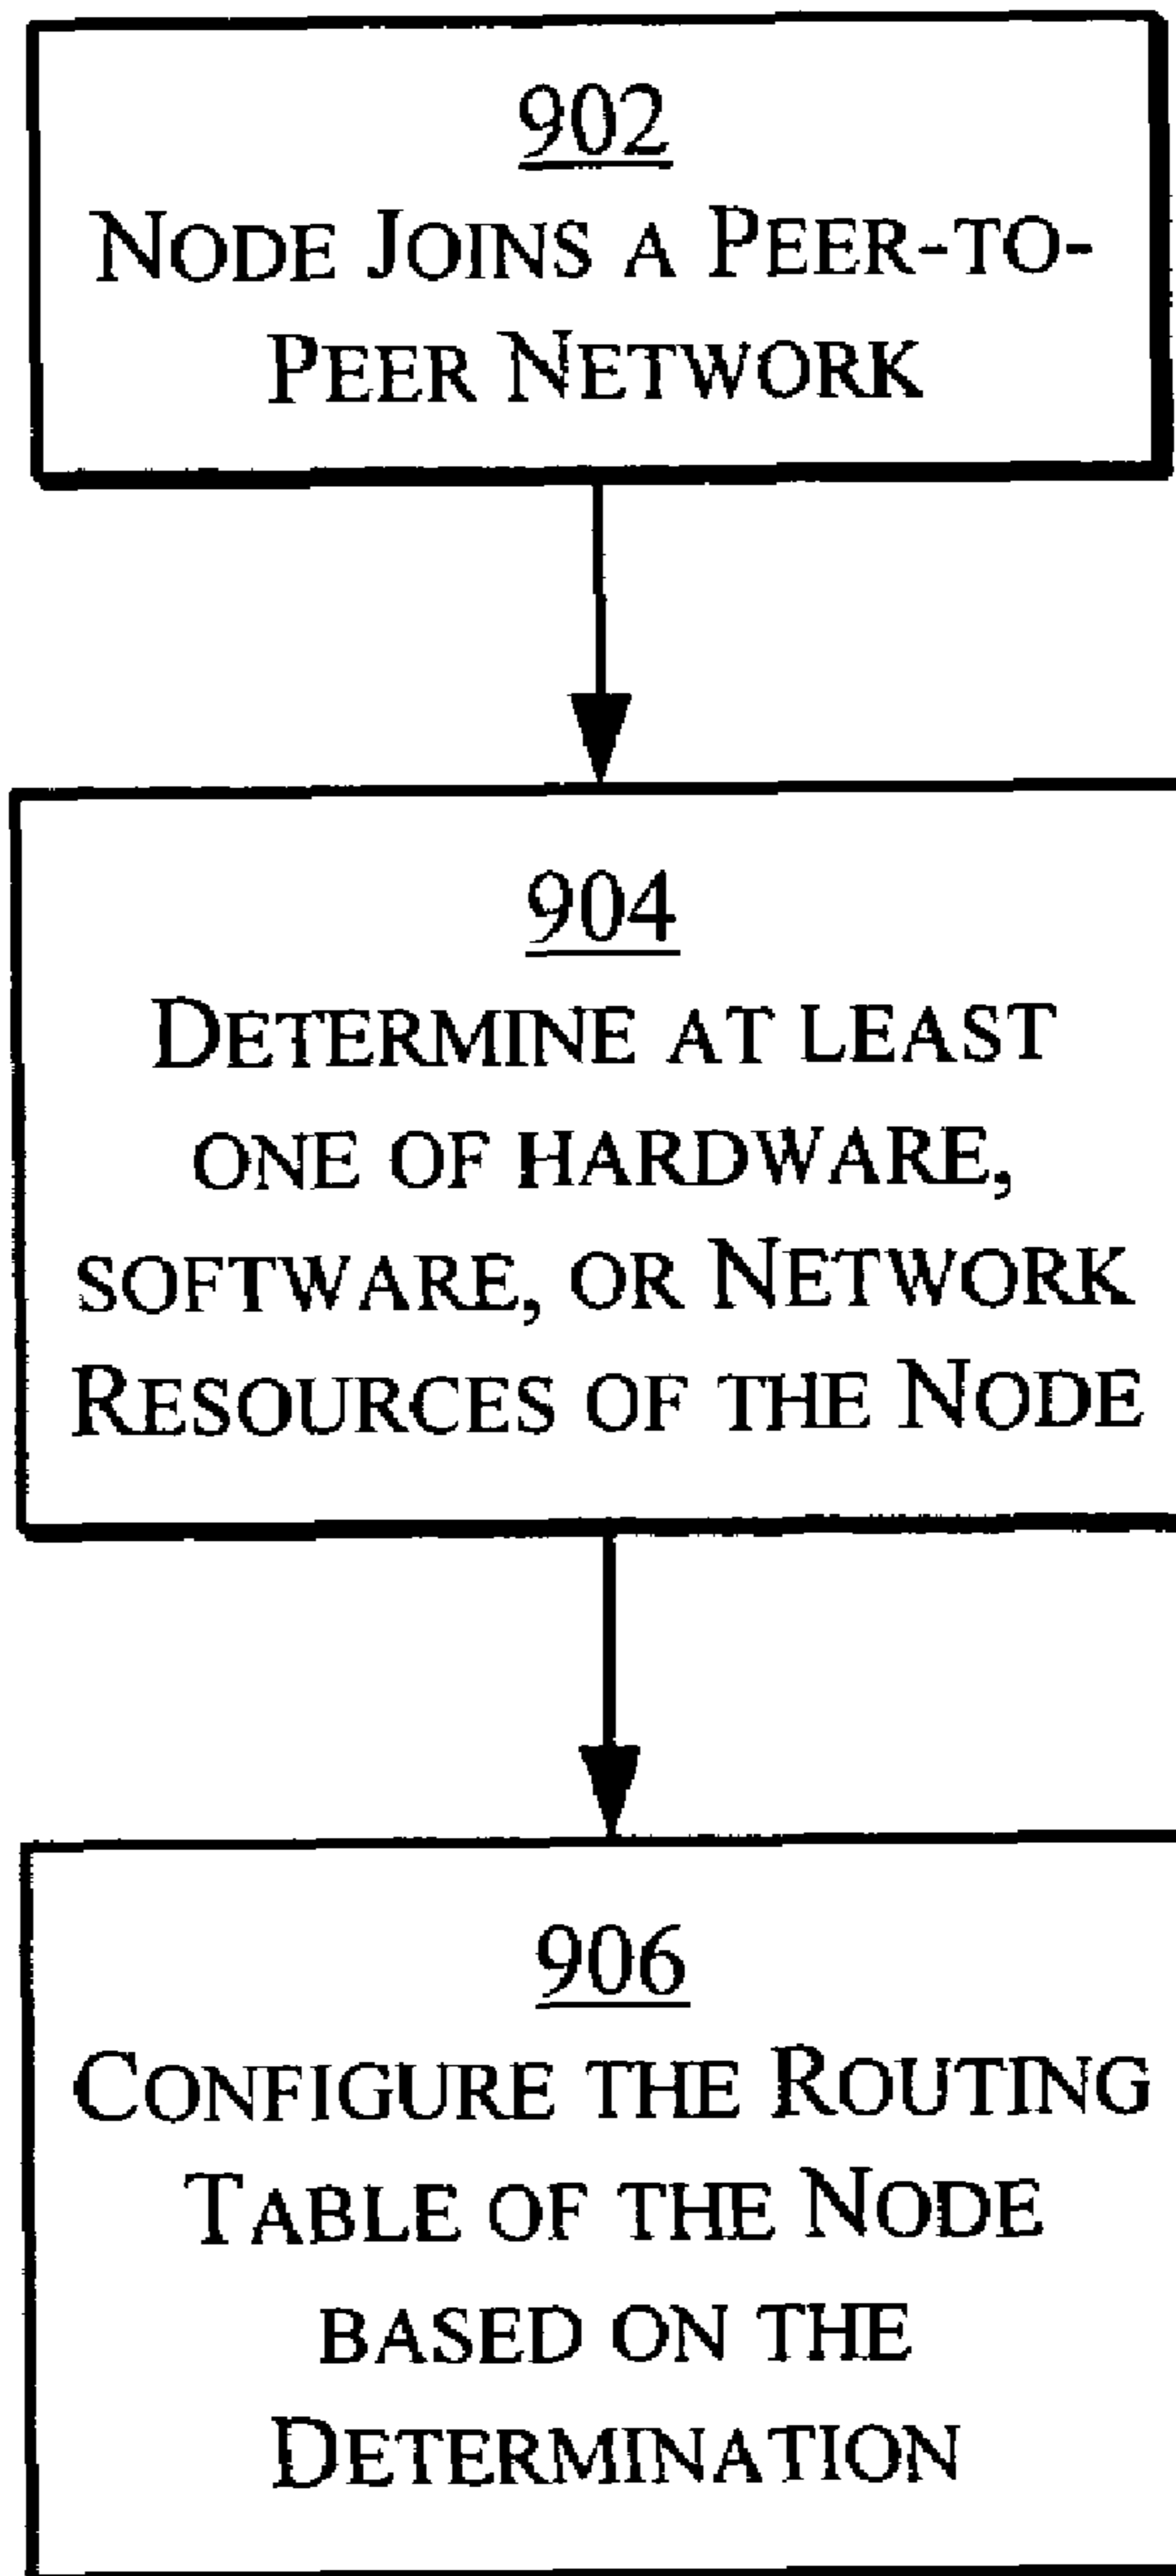 902
NODE JOINS A PEER-TO-
PEER NETWORK
904
DETERMINE AT LEAST
ONE OF HARDWARE,
SOFTWARE, OR NETWORK
RESOURCES OF THE NODE
906
CONFIGURE THE ROUTING
TABLE OF THE NODE
BASED ON THE
DETERMINATION